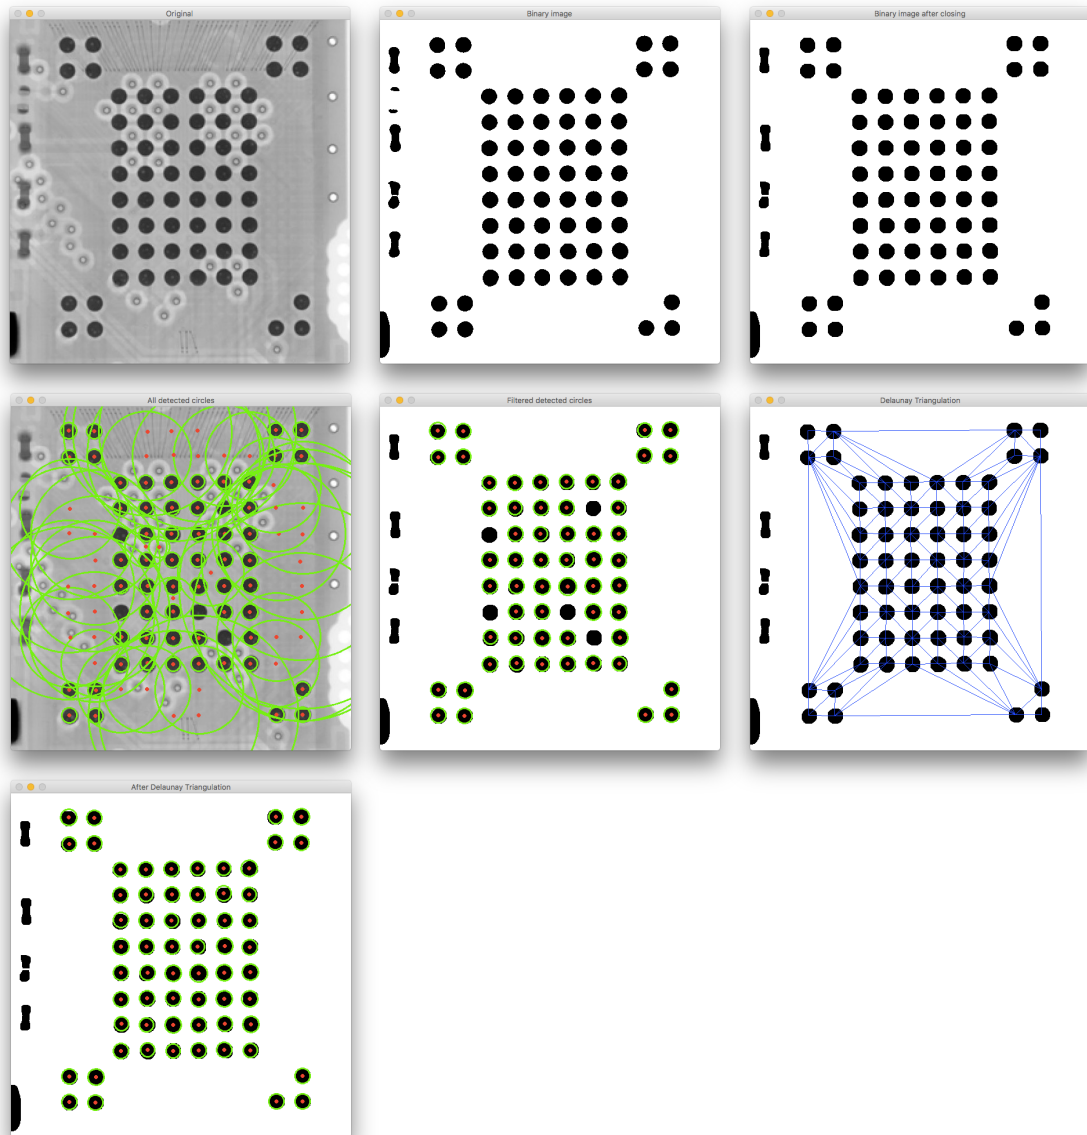 Original
Binary image
Binary image after closing
All detected circles
Filtered detected circles
Delaunay Triangulation
After Delaunay Triangulation